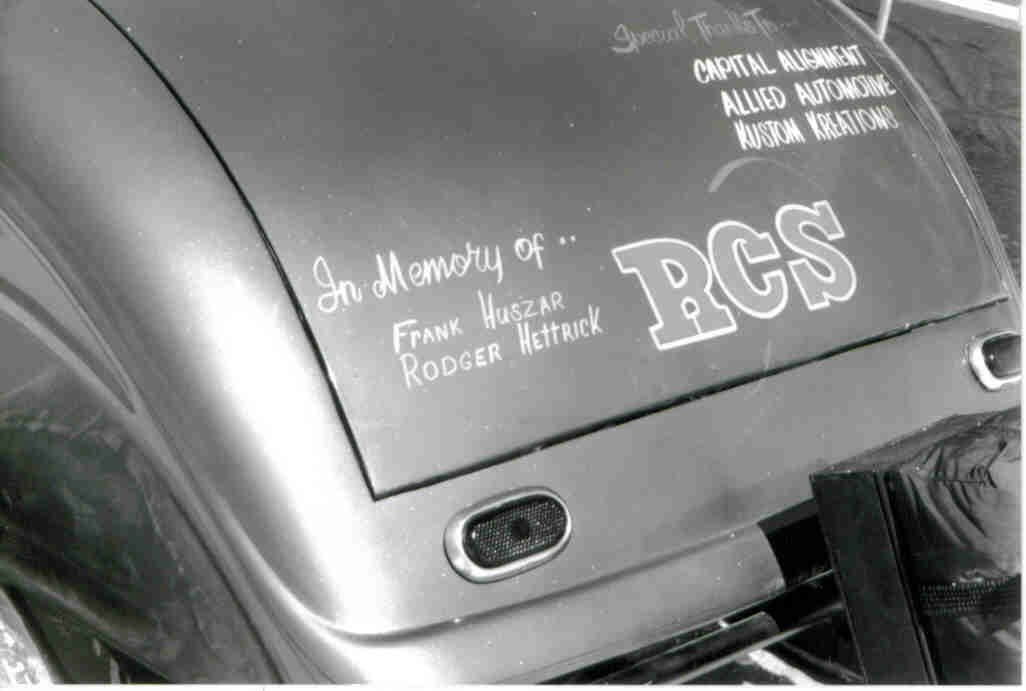 Special Thanks To...
CAPITAL ALIGNMENT
ALLIED AUTOMOTIVE
KUSTOM KREATIONS
In Memory of ..
FRANK HUSZAR
RODGER HETTRICK
RCS